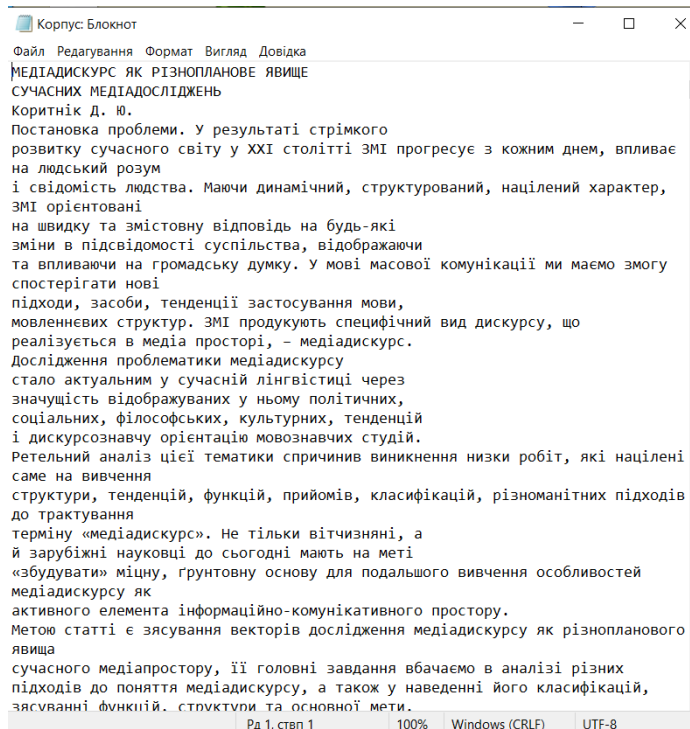 Корпус: Блокнот
Файл Редагування Формат Вигляд Довідка
МЕДІАДИСКУРС ЯК РІЗНОПЛАНОВЕ ЯВИЩЕ
СУЧАСНИХ МЕДІАДОСЛІДЖЕНЬ
Коритнік Д. Ю.
Постановка проблеми. У результаті стрімкого
розвитку сучасного світу у ХХІ столітті ЗМІ прогресує з кожним днем, впливає
на людський розум
і свідомість людства. Маючи динамічний, структурований, націлений характер,
ЗМІ орієнтовані
на швидку та змістовну відповідь на будь-які
зміни в підсвідомості суспільства, відображаючи
та впливаючи на громадську думку. У мові масової комунікації ми маємо змогу
спостерігати нові
підходи, засоби, тенденції застосування мови,
мовленнєвих структур. ЗМІ продукують специфічний вид дискурсу, що
реалізується в медіа просторі, – медіадискурс.
Дослідження проблематики медіадискурсу
стало актуальним у сучасній лінгвістиці через
значущість відображуваних у ньому політичних,
соціальних, філософських, культурних, тенденцій
і дискурсознавчу орієнтацію мовознавчих студій.
Ретельний аналіз цієї тематики спричинив виникнення низки робіт, які націлені
саме на вивчення
структури, тенденцій, функцій, прийомів, класифікацій, різноманітних підходів
до трактування
терміну «медіадискурс». Не тільки вітчизняні, а
й зарубіжні науковці до сьогодні мають на меті
«збудувати» міцну, ґрунтовну основу для подальшого вивчення особливостей
медіадискурсу як
активного елемента інформаційно-комунікативного простору.
Метою статті є зясування векторів дослідження медіадискурсу як різнопланового
явища
сучасного медіапростору, її головні завдання вбачаємо в аналізі різних
підходів до поняття медіадискурсу, а також у наведенні його класифікацій,
зясуванні функцій, структури та основної мети.
Рд 1, ствп 1 100% Windows (CRLF) UTF-8